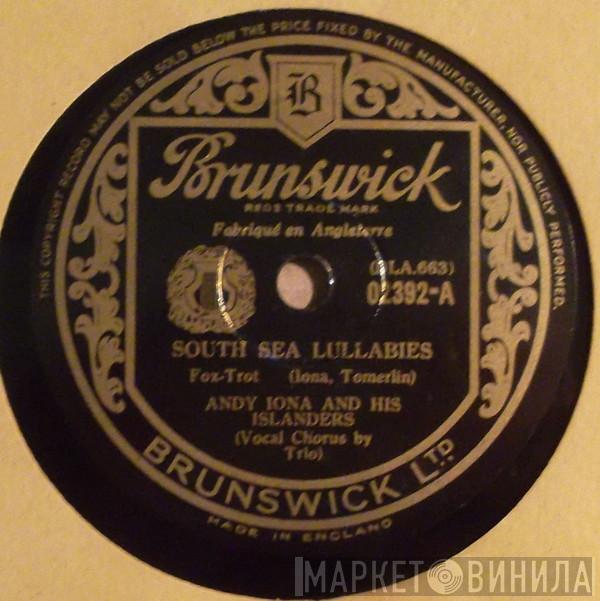 THIS COPYRIGHT RECORD MAY NOT BE SOLD BELOW THE PRICE FIXED BY THE MANUFACTURER, NOR PUBLICLY PERFORMED.
B
Brunswick
REGD TRADE MARK
Fabriqué en Angleterre
LA.663)
02392-A
SOUTH SEA LULLABIES
Fox-Trot (Iona, Tomerlin)
ANDY IONA AND HIS
ISLANDERS
(Vocal Chorus by
Trio)
BRUNSWICK LTD
MADE IN ENGLAND
МАРКЕТ ВИНИЛА